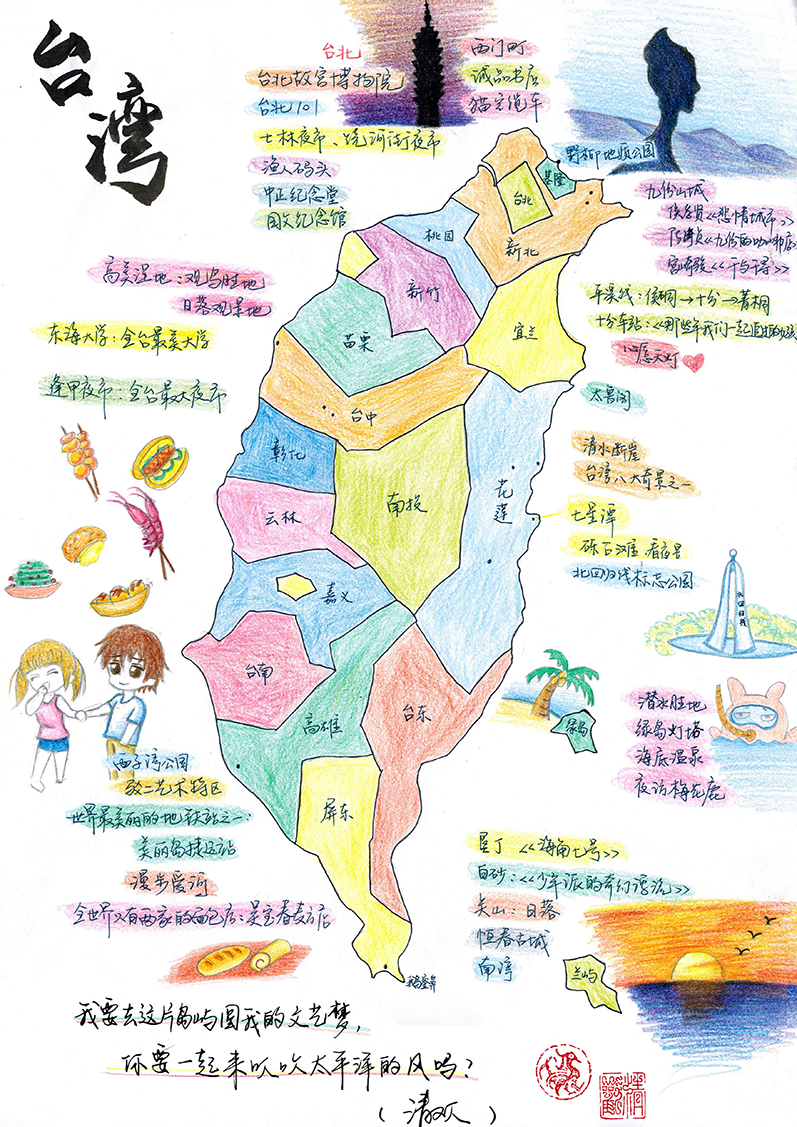 台湾
台北
台北故宫博物院
台北101
士林夜市、饶河街夜市
渔人码头
中正纪念堂
国父纪念馆
西门町
诚品书店
猫空缆车
野柳地质公园
九份山城
侯孝贤《悲情城市》
宫崎骏《千与千寻》
平溪线：侯硐→十分→菁桐
十分车站：《那些年我们一起追的女孩
心愿天灯
高美湿地：观鸟胜地
日落观景地
东海大学：全台最美大学
逢甲夜市：全台最大夜市
基隆
台北
新北
桃园
新竹
宜兰
苗栗
台中
彰化
南投
花莲
云林
嘉义
台南
高雄
台东
屏东
鹅銮鼻
太鲁阁
清水断崖
台湾八大奇景之一
七星潭
砾石滩 看夜景
北回归线标志公园
绿岛
潜水胜地
绿岛灯塔
海底温泉
夜访梅花鹿
西子湾公园
驳二艺术特区
世界最美丽的地铁站之一：
美丽岛捷运站
漫步爱河
全世界只有两家的面包店：吴宝春麦方店
垦丁《海角七号》
白砂：《少年派的奇幻漂流》
关山：日落
恒春古城
南湾
兰屿
我要去这片岛屿圆我的文艺梦，
你要一起来吹吹太平洋的风吗？
（清欢）